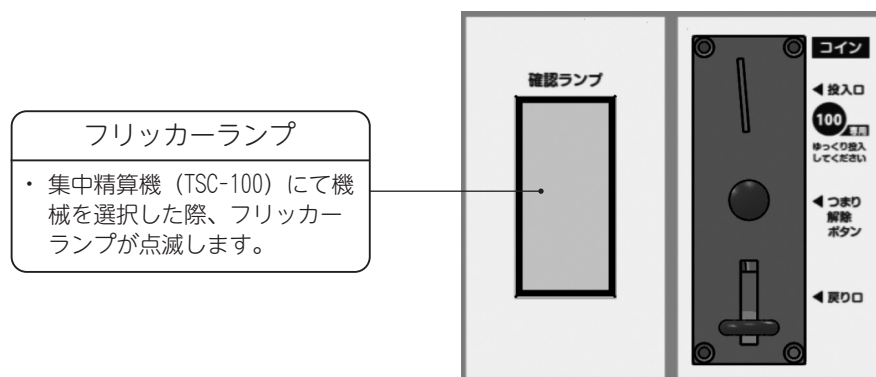 フリッカーランプ
・ 集中精算機（TSC-100）にて機
械を選択した際、フリッカー
ランプが点滅します。
確認ランプ
コイン
◀投入口
100
専用
ゆっくり投入
してください
◀つまり
解除
ボタン
◀戻り口